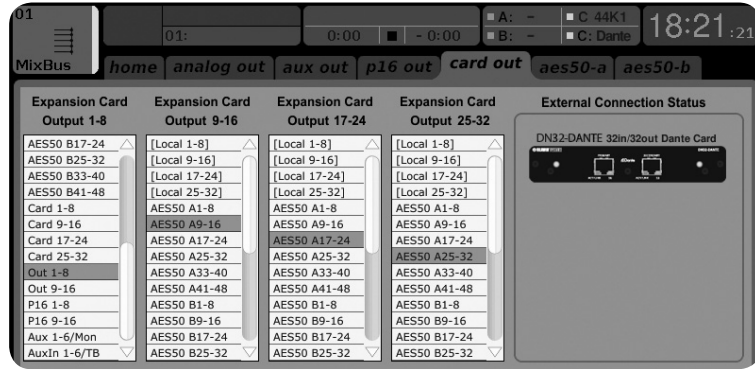 01
MixBus
01:
0:00 - 0:00
A: -
B: -
C 44K1
C: Dante
18:21:21
home analog out aux out p16 out card out aes50-a aes50-b
Expansion Card
Output 1-8
AES50 B17-24
AES50 B25-32
AES50 B33-40
AES50 B41-48
Card 1-8
Card 9-16
Card 17-24
Card 25-32
Out 1-8
Out 9-16
P16 1-8
P16 9-16
Aux 1-6/Mon
AuxIn 1-6/TB
Expansion Card
Output 9-16
[Local 1-8]
[Local 9-16]
[Local 17-24]
[Local 25-32]
AES50 A1-8
AES50 A9-16
AES50 A17-24
AES50 A25-32
AES50 A33-40
AES50 A41-48
AES50 B1-8
AES50 B9-16
AES50 B17-24
AES50 B25-32
Expansion Card
Output 17-24
[Local 1-8]
[Local 9-16]
[Local 17-24]
[Local 25-32]
AES50 A1-8
AES50 A9-16
AES50 A17-24
AES50 A25-32
AES50 A33-40
AES50 A41-48
AES50 B1-8
AES50 B9-16
AES50 B17-24
AES50 B25-32
Expansion Card
Output 25-32
[Local 1-8]
[Local 9-16]
[Local 17-24]
[Local 25-32]
AES50 A1-8
AES50 A9-16
AES50 A17-24
AES50 A25-32
AES50 A33-40
AES50 A41-48
AES50 B1-8
AES50 B9-16
AES50 B17-24
AES50 B25-32
External Connection Status
DN32-DANTE 32in/32out Dante Card